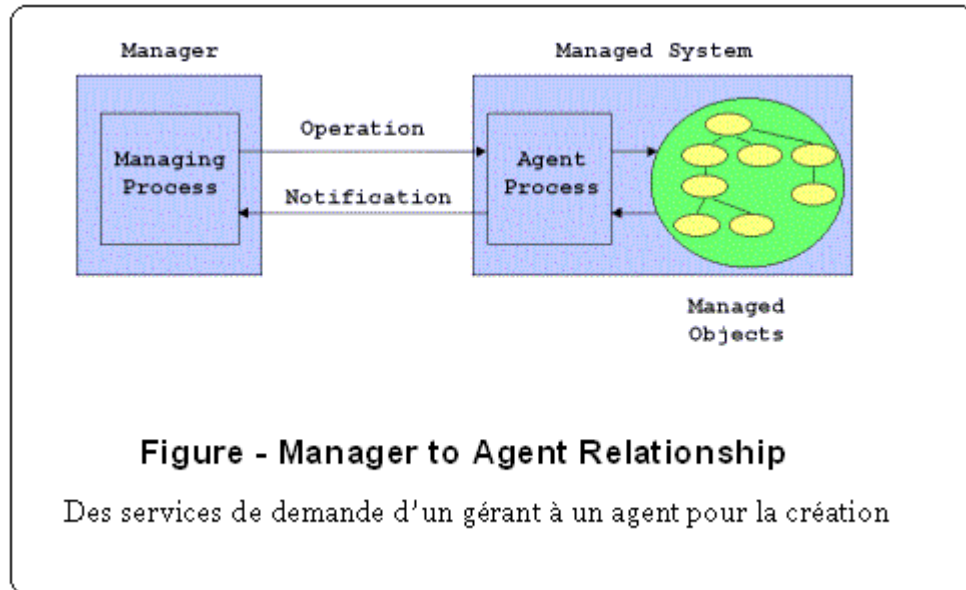 Manager
Managed System
Operation
Managing
Process
Agent
Process
Notification
Managed
Objects
Figure - Manager to Agent Relationship
Des services de demande d'un gérant à un agent pour la création